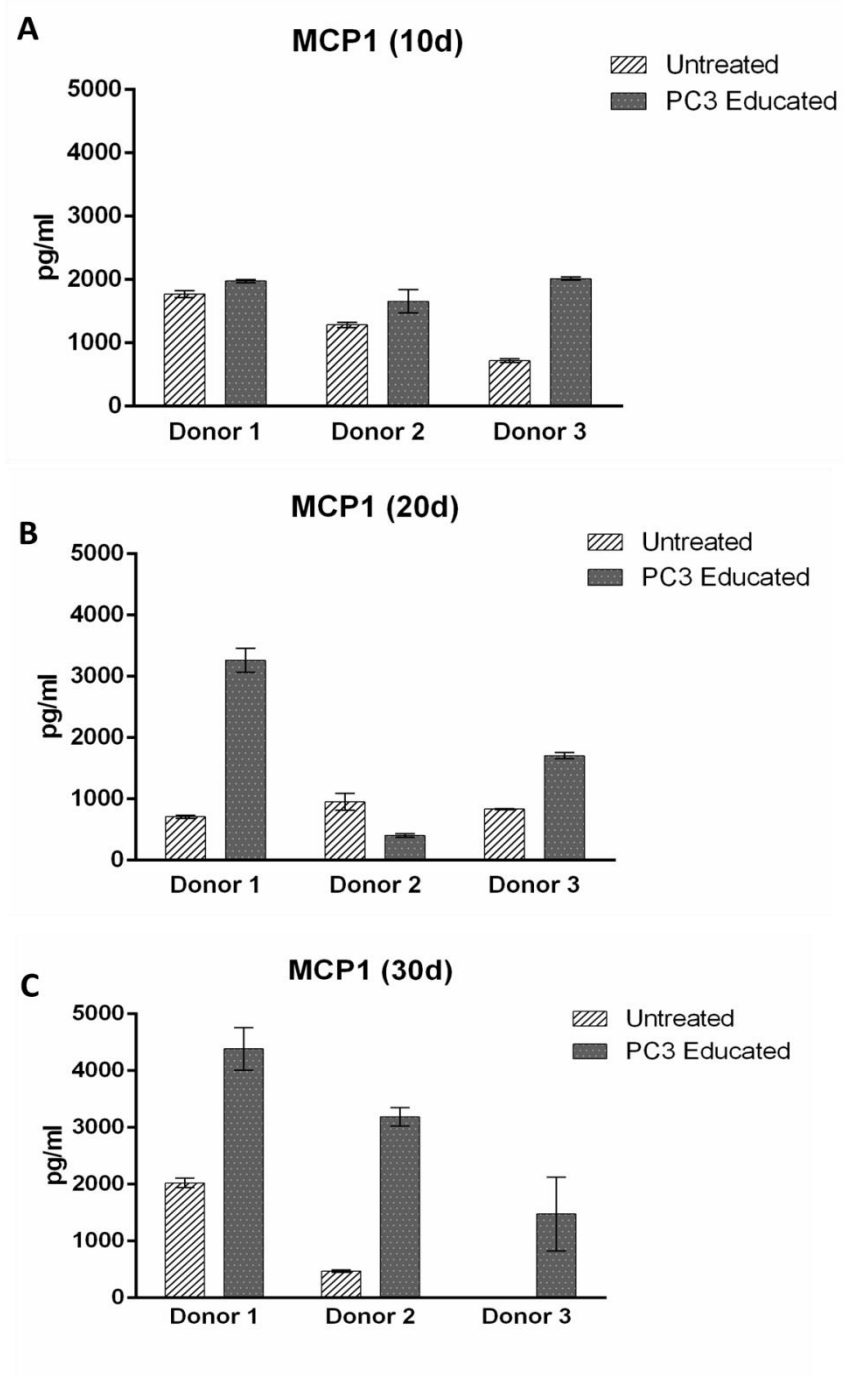 A
MCP1 (10d)
Untreated
PC3 Educated
5000
4000
3000
2000
1000
0
pg/ml
Donor 1 Donor 2 Donor 3
B
MCP1 (20d)
Untreated
PC3 Educated
5000
4000
3000
2000
1000
0
pg/ml
Donor 1 Donor 2 Donor 3
C
MCP1 (30d)
Untreated
PC3 Educated
5000
4000
3000
2000
1000
0
pg/ml
Donor 1 Donor 2 Donor 3